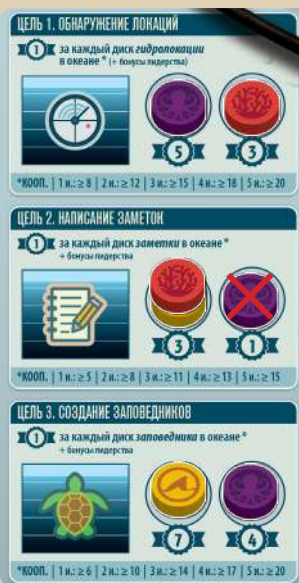 ЦЕЛЬ 1. ОБНАРУЖЕНИЕ ЛОКАЦИЙ
1 за каждый диск гидролокации
в океане * (+ бонусы лидерства)
5 3
*КООП. | 1 и.: ≥ 8 | 2 и.: ≥ 12 | 3 и.: ≥ 15 | 4 и.: ≥ 18 | 5 и.: ≥ 20
ЦЕЛЬ 2. НАПИСАНИЕ ЗАМЕТОК
1 за каждый диск заметки в океане *
+ бонусы лидерства
3 1
*КООП. | 1 и.: ≥ 5 | 2 и.: ≥ 8 | 3 и.: ≥ 11 | 4 и.: ≥ 13 | 5 и.: ≥ 15
ЦЕЛЬ 3. СОЗДАНИЕ ЗАПОВЕДНИКОВ
1 за каждый диск заповедника в океане *
+ бонусы лидерства
7 4
*КООП. | 1 и.: ≥ 6 | 2 и.: ≥ 10 | 3 и.: ≥ 14 | 4 и.: ≥ 17 | 5 и.: ≥ 20